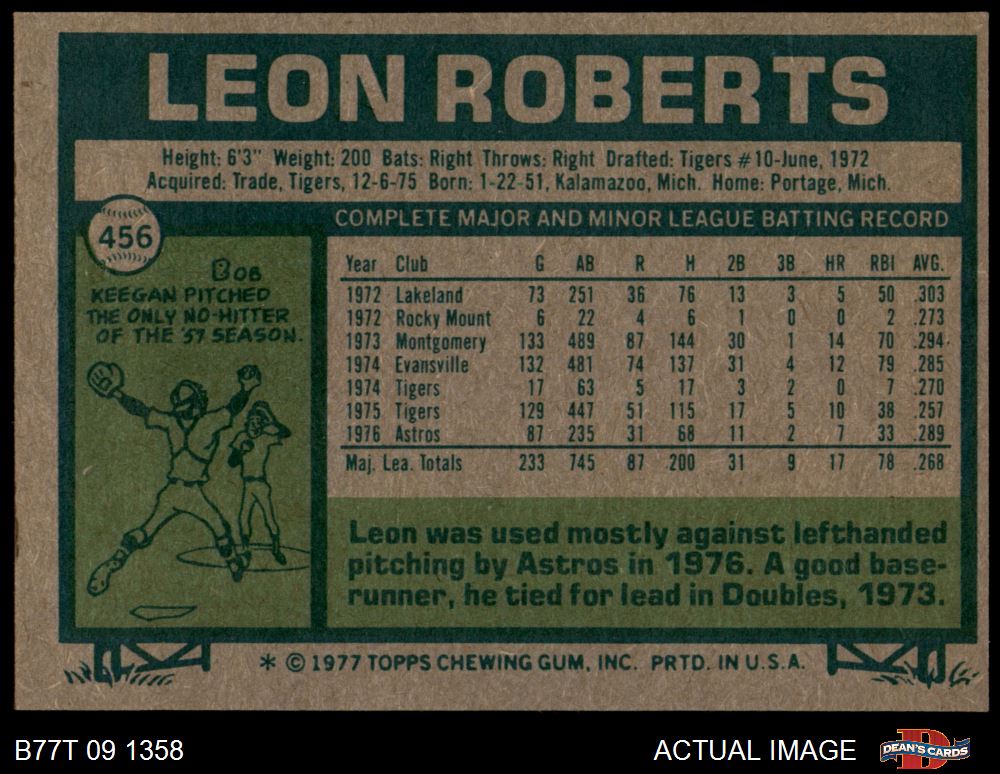 LEON ROBERTS
Height: 6'3" Weight: 200 Bats: Right Throws: Right Drafted: Tigers #10-June, 1972
Acquired: Trade, Tigers, 12-6-75 Born: 1-22-51, Kalamazoo, Mich. Home: Portage, Mich.
456
BOB
KEEGAN PITCHED
THE ONLY NO-HITTER
OF THE '57 SEASON.
COMPLETE MAJOR AND MINOR LEAGUE BATTING RECORD
Year Club G AB R H 2B 3B HR RBI AVG.
1972 Lakeland 73 251 36 76 13 3 5 50 .303
1972 Rocky Mount 6 22 4 6 1 0 0 2 .273
1973 Montgomery 133 489 87 144 30 1 14 70 .294
1974 Evansville 132 481 74 137 31 4 12 79 .285
1974 Tigers 17 63 5 17 3 2 0 7 .270
1975 Tigers 129 447 51 115 17 5 10 38 .257
1976 Astros 87 235 31 68 11 2 7 33 .289
Maj. Lea. Totals 233 745 87 200 31 9 17 78 .268
Leon was used mostly against lefthanded
pitching by Astros in 1976. A good base-
runner, he tied for lead in Doubles, 1973.
* © 1977 TOPPS CHEWING GUM, INC. PRTD. IN U.S.A.
B77T 09 1358
ACTUAL IMAGE
DEAN'S CARDS